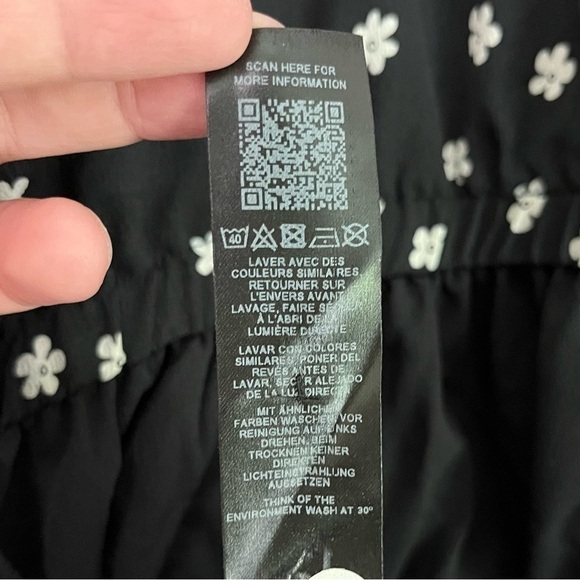 SCAN HERE FOR
MORE INFORMATION
40
LAVER AVEC DES
COULEURS SIMILAIRES,
RETOURNER SUR
L'ENVERS AVANT
LAVAGE, FAIRE
À L'ABRI DE LA
LUMIÈRE DIRECTE
LAVAR CON COLORES
SIMILARES PONER DEL
REVÉS ANTES DE
LAVAR, SECAR ALEJADO
DE LA LUZ DIRECTA
MIT ÄHNLICHEN
FARBEN WASCHEN, VOR
REINIGUNG AUF LINKS
DREHEN, BEIM
TROCKNEN KEINER
DIREKTEN
LICHTEINSTRAHLUNG
AUSSETZEN
THINK OF THE
ENVIRONMENT WASH AT 30°